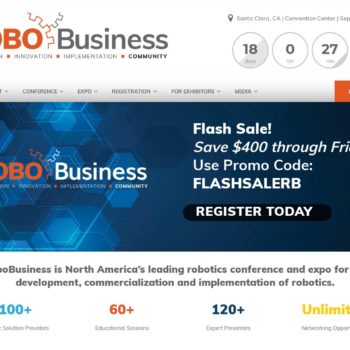 OBO Business
INNOVATION • IMPLEMENTATION • COMMUNITY
Santa Clara, CA | Convention Center | Sep
18 0 27
days hours min
CONFERENCE EXPO REGISTRATION FOR EXHIBITORS MEDIA
OBO Business
INNOVATION • IMPLEMENTATION • COMMUNITY
Flash Sale!
Save $400 through Fri
Use Promo Code:
FLASHSALERB
REGISTER TODAY
boBusiness is North America's leading robotics conference and expo for
development, commercialization and implementation of robotics.
100+ 60+ 120+ Unlimit
Solution Providers Educational Sessions Expert Presenters Networking Oppor